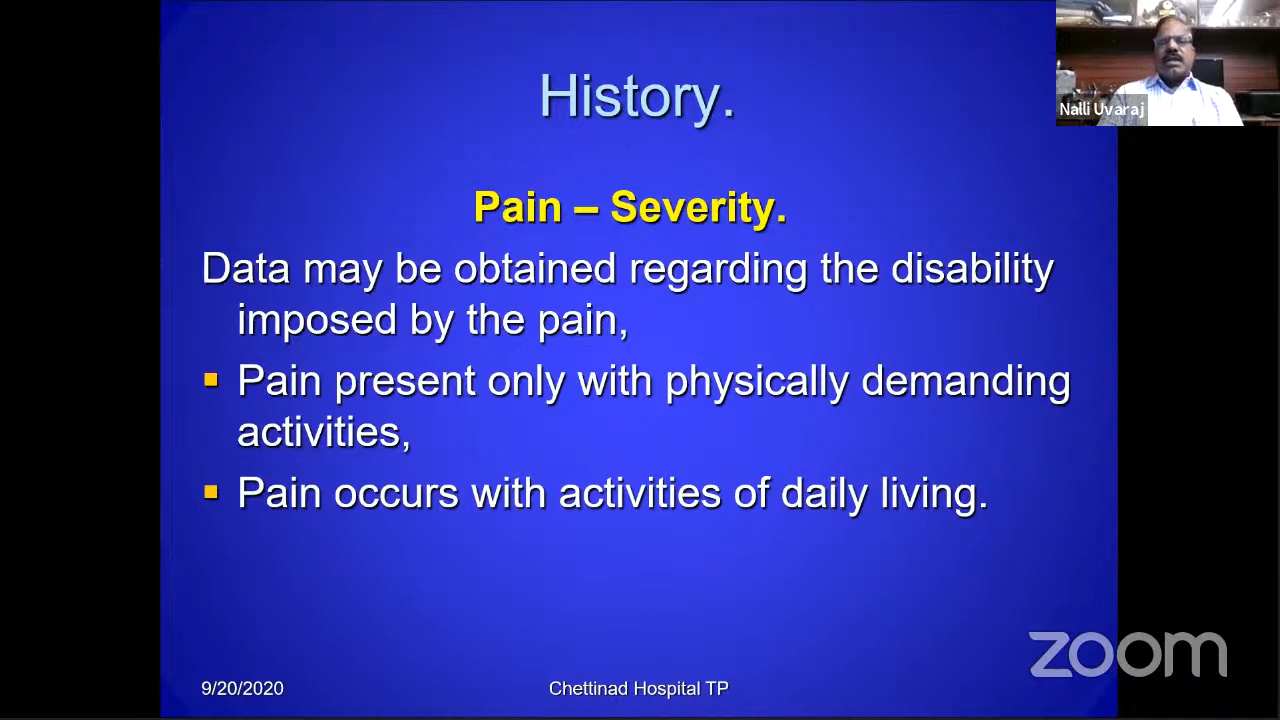 History.
Nalli Uvaraj
Pain – Severity.
Data may be obtained regarding the disability
imposed by the pain,
▪ Pain present only with physically demanding
activities,
▪ Pain occurs with activities of daily living.
zoom
9/20/2020
Chettinad Hospital TP